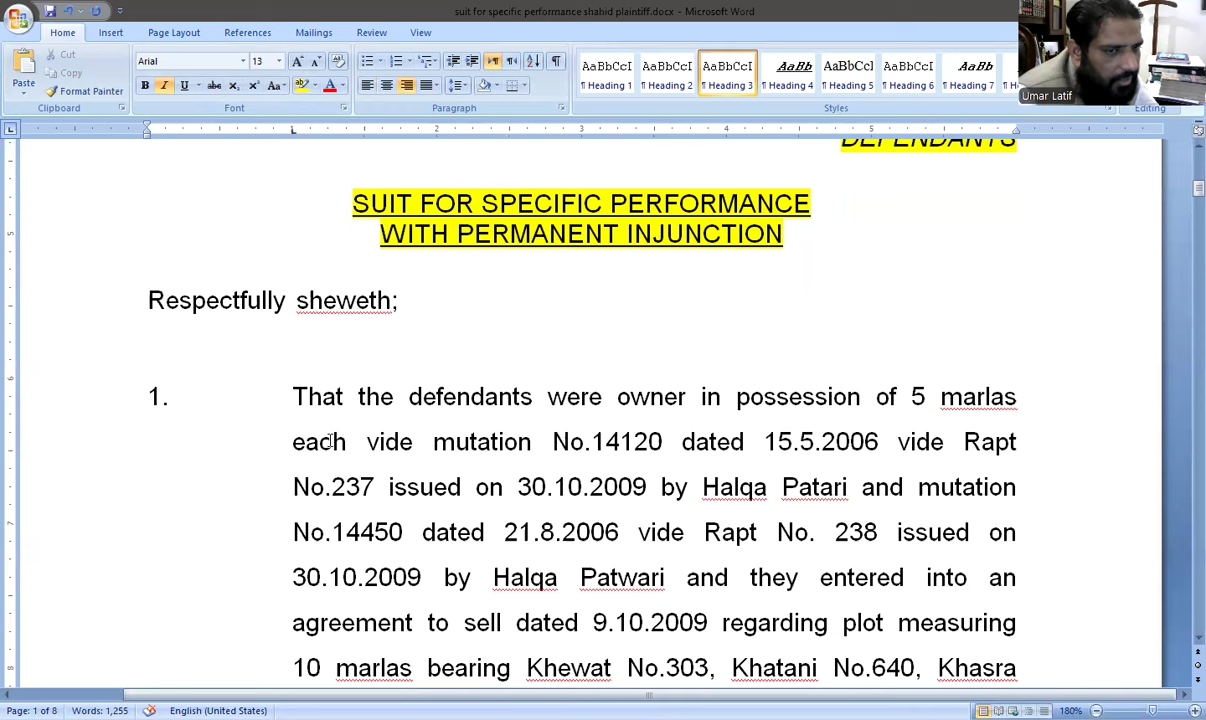 suit for specific performance shahid plaintiff.docx - Microsoft Word
Home Insert Page Layout References Mailings Review View
Paste
Cut
Copy
Format Painter
Arial 13
AaBbCcI AaBbCcI AaBbCcI AaBb AaBbCcI AaBbCcI AaBb
¶ Heading 1 ¶ Heading 2 ¶ Heading 3 ¶ Heading 4 ¶ Heading 5 ¶ Heading 6 ¶ Heading 7
Clipboard Font Paragraph Styles Editing
Umar Latif
2 3 4 5 6
DEFENDANTS
SUIT FOR SPECIFIC PERFORMANCE
WITH PERMANENT INJUNCTION
Respectfully sheweth;
1. That the defendants were owner in possession of 5 marlas
each vide mutation No.14120 dated 15.5.2006 vide Rapt
No.237 issued on 30.10.2009 by Halqa Patari and mutation
No.14450 dated 21.8.2006 vide Rapt No. 238 issued on
30.10.2009 by Halqa Patwari and they entered into an
agreement to sell dated 9.10.2009 regarding plot measuring
10 marlas bearing Khewat No.303, Khatani No.640, Khasra
Page: 1 of 8 Words: 1,255 English (United States) 180%